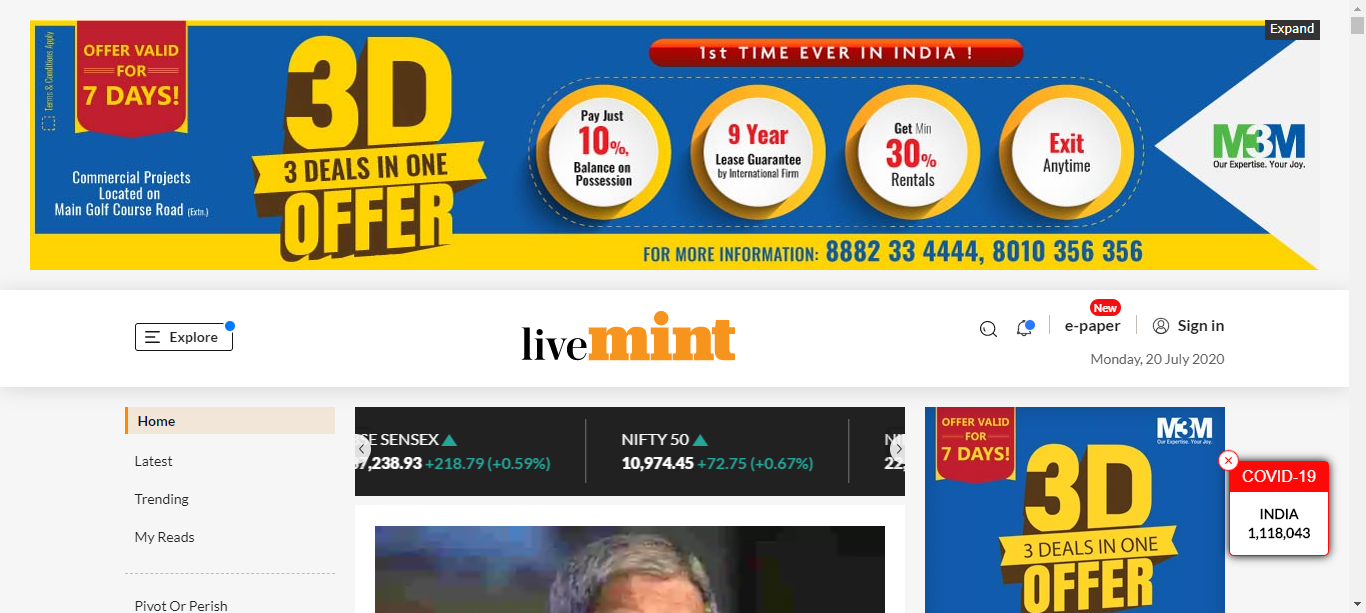 Expand
Terms & Conditions Apply
OFFER VALID
FOR
7 DAYS!
Commercial Projects
Located on
Main Golf Course Road (Extn.)
3D
3 DEALS IN ONE
OFFER
1st TIME EVER IN INDIA !
Pay Just
10%,
Balance on
Possession
9 Year
Lease Guarantee
by International Firm
Get Min
30%
Rentals
Exit
Anytime
M3M
Our Expertise. Your Joy.
FOR MORE INFORMATION: 8882 33 4444, 8010 356 356
Explore
livemint
New
e-paper
Sign in
Monday, 20 July 2020
Home
Latest
Trending
My Reads
Pivot Or Perish
SE SENSEX
7,238.93 +218.79 (+0.59%)
NIFTY 50
10,974.45 +72.75 (+0.67%)
22,
OFFER VALID
FOR
7 DAYS!
M3M
Our Expertise. Your Joy.
3D
3 DEALS IN ONE
OFFER
COVID-19
INDIA
1,118,043